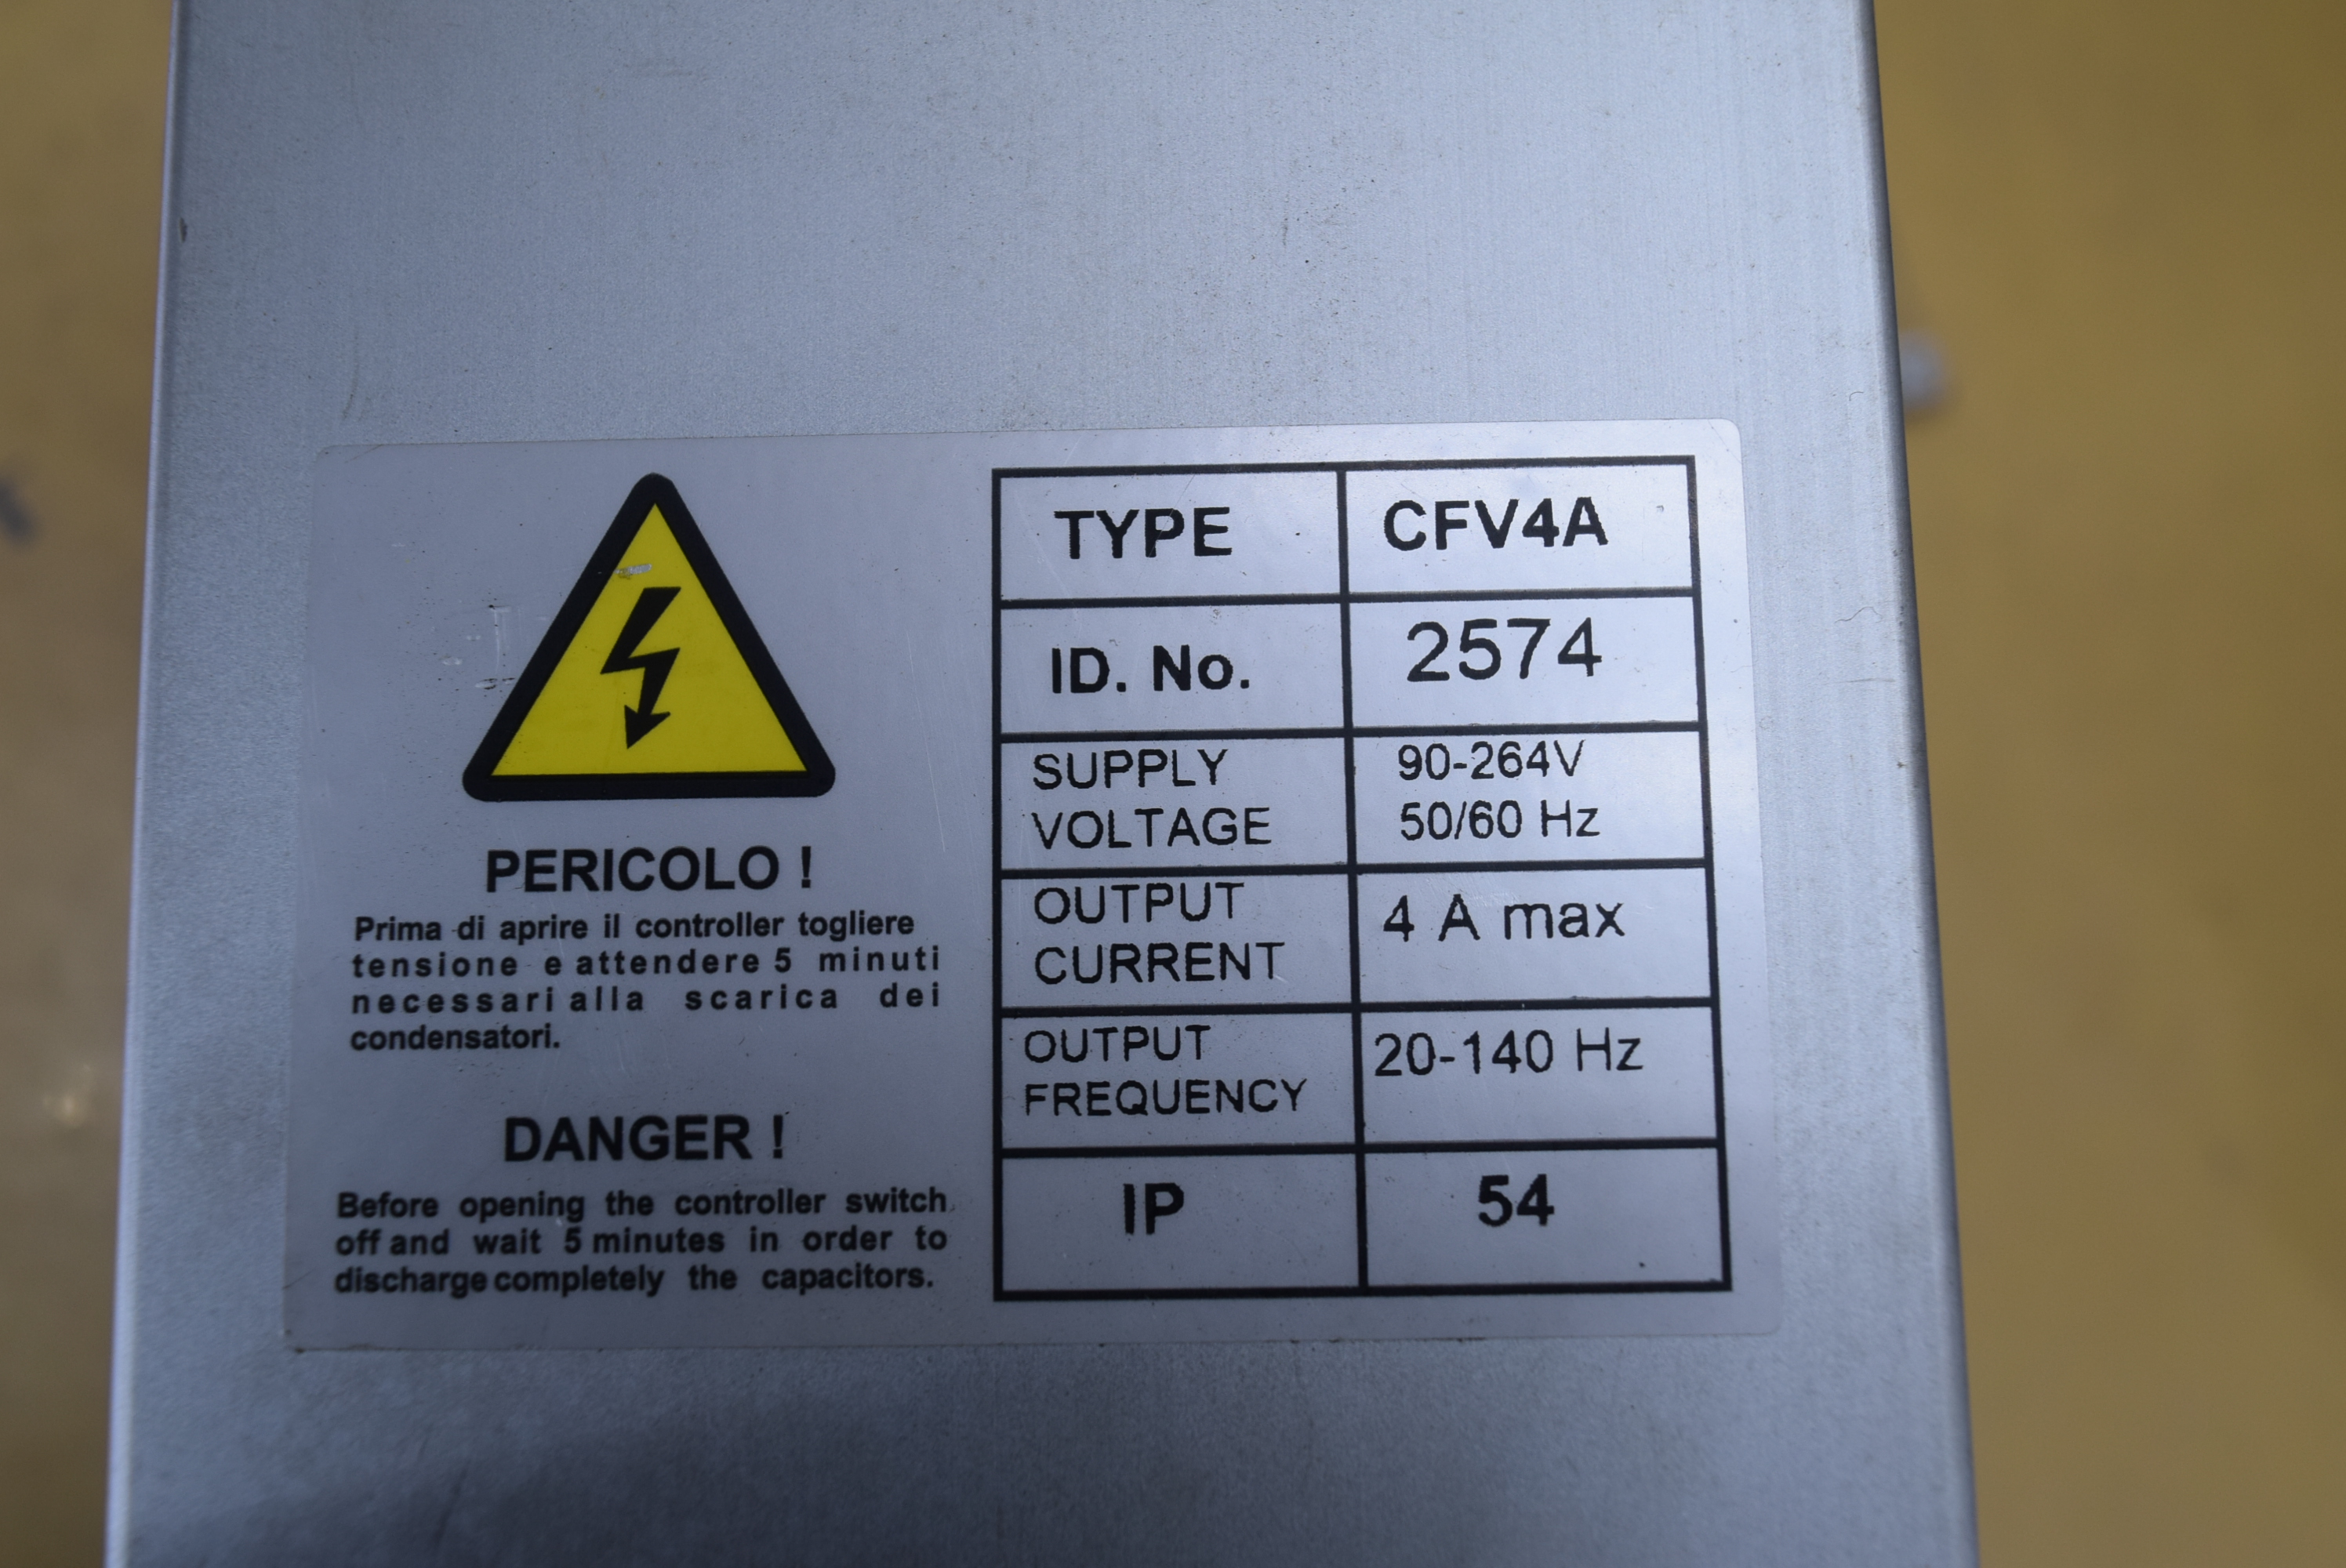 PERICOLO !
Prima di aprire il controller togliere
tensione e attendere 5 minuti
necessari alla scarica dei
condensatori.
DANGER !
Before opening the controller switch
off and wait 5 minutes in order to
discharge completely the capacitors.
TYPE CFV4A
ID. No. 2574
SUPPLY
VOLTAGE
90-264V
50/60 Hz
OUTPUT
CURRENT
4 A max
OUTPUT
FREQUENCY
20-140 Hz
IP 54